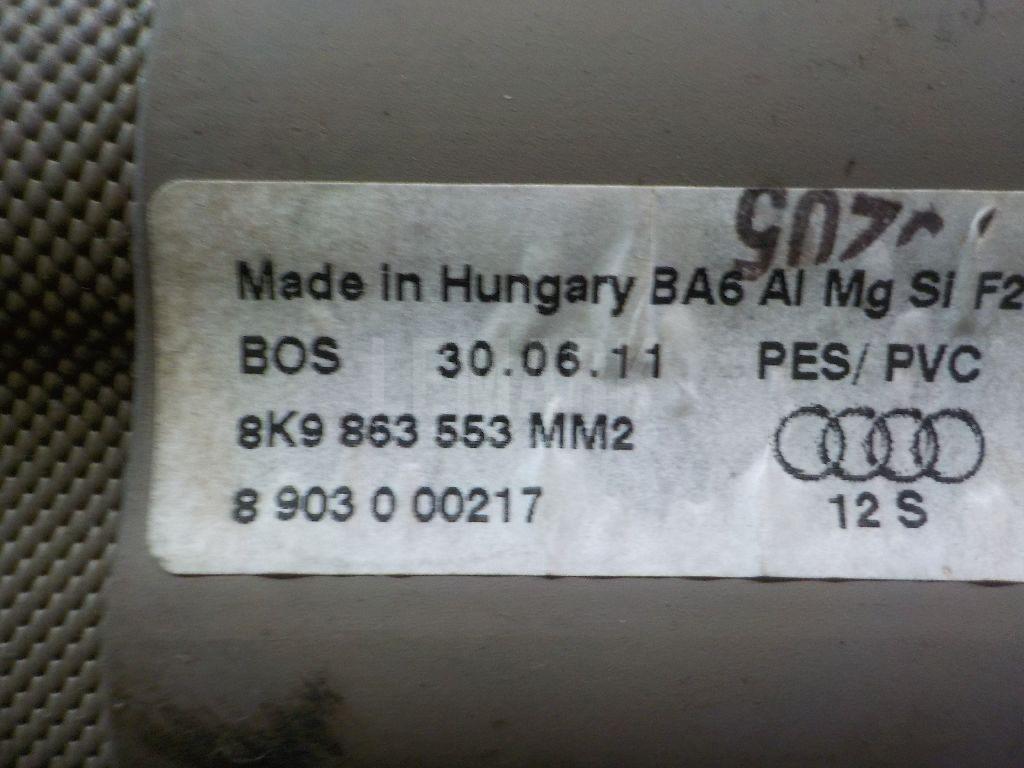 Made in Hungary BA6 Al Mg Si F2
BOS 30.06.11 PES/ PVC
8K9 863 553 MM2
8 903 0 00217
12 S